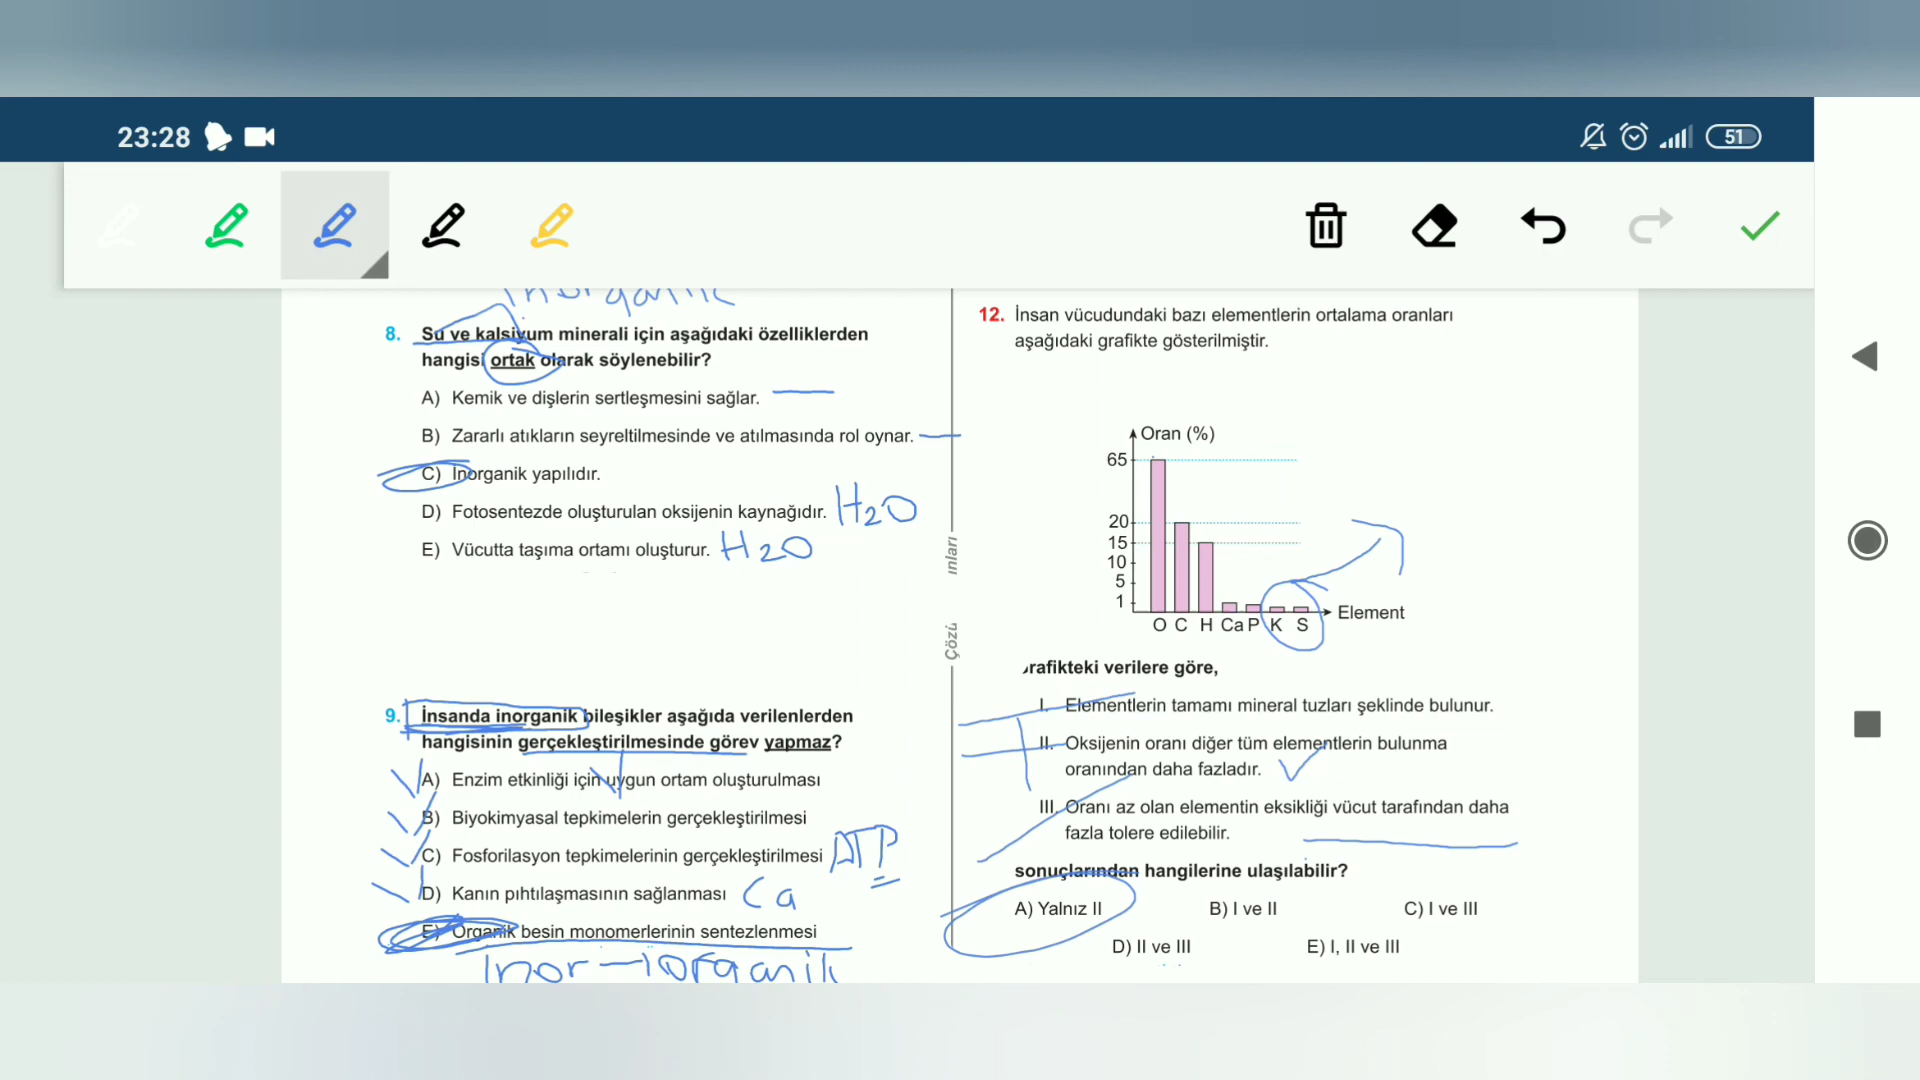 23:28
51
inorganik
8. Su ve kalsiyum minerali için aşağıdaki özelliklerden
hangisi ortak olarak söylenebilir?
A) Kemik ve dişlerin sertleşmesini sağlar.
B) Zararlı atıkların seyreltilmesinde ve atılmasında rol oynar.
C) İnorganik yapılıdır.
D) Fotosentezde oluşturulan oksijenin kaynağıdır. H2O
E) Vücutta taşıma ortamı oluşturur. H2O
9. İnsanda inorganik bileşikler aşağıda verilenlerden
hangisinin gerçekleştirilmesinde görev yapmaz?
A) Enzim etkinliği için uygun ortam oluşturulması
B) Biyokimyasal tepkimelerin gerçekleştirilmesi
C) Fosforilasyon tepkimelerinin gerçekleştirilmesi ATP
D) Kanın pıhtılaşmasının sağlanması Ca
E) Organik besin monomerlerinin sentezlenmesi
inor
ınları
Çözü
12. İnsan vücudundaki bazı elementlerin ortalama oranları
aşağıdaki grafikte gösterilmiştir.
Oran (%)
65
20
15
10
5
1
O C H Ca P K S
Element
rafikteki verilere göre,
I. Elementlerin tamamı mineral tuzları şeklinde bulunur.
II. Oksijenin oranı diğer tüm elementlerin bulunma
oranından daha fazladır.
III. Oranı az olan elementin eksikliği vücut tarafından daha
fazla tolere edilebilir.
sonuçlarından hangilerine ulaşılabilir?
A) Yalnız II B) I ve II C) I ve III
D) II ve III E) I, II ve III